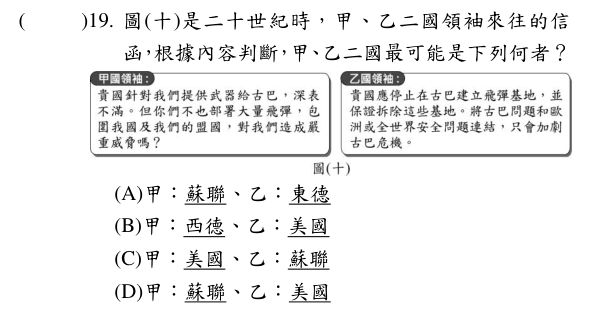 (　　)19. 圖(十)是二十世紀時，甲、乙二國領袖來往的信
函，根據內容判斷，甲、乙二國最可能是下列何者？
甲國領袖：
貴國針對我們提供武器給古巴，深表
不滿。但你們不也部署大量飛彈，包
圍我國及我們的盟國，對我們造成嚴
重威脅嗎？
乙國領袖：
貴國應停止在古巴建立飛彈基地，並
保證拆除這些基地。將古巴問題和歐
洲或全世界安全問題連結，只會加劇
古巴危機。
圖(十)
(A)甲：蘇聯、乙：東德
(B)甲：西德、乙：美國
(C)甲：美國、乙：蘇聯
(D)甲：蘇聯、乙：美國